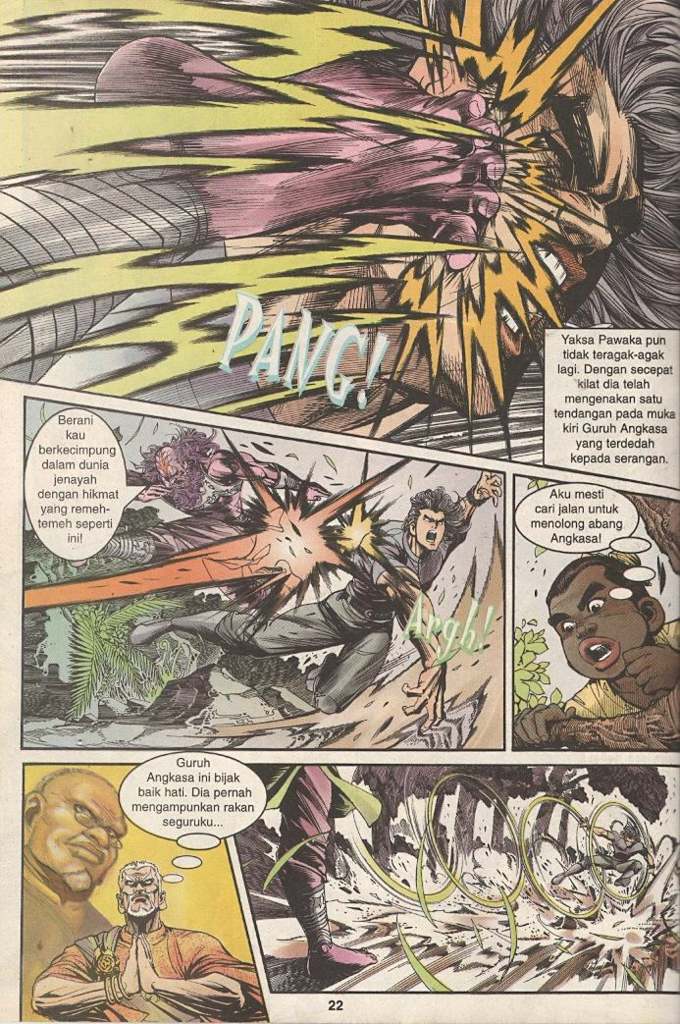 PANG!
Yaksa Pawaka pun
tidak teragak-agak
lagi. Dengan secepat
kilat dia telah
mengenakan satu
tendangan pada muka
kiri Guruh Angkasa
yang terdedah
kepada serangan.
Berani
kau
berkecimpung
dalam dunia
jenayah
dengan hikmat
yang remeh-
temeh seperti
ini!
Argh!
Aku mesti
cari jalan untuk
menolong abang
Angkasa!
Guruh
Angkasa ini bijak
baik hati. Dia pernah
mengampunkan rakan
seguruku...
22